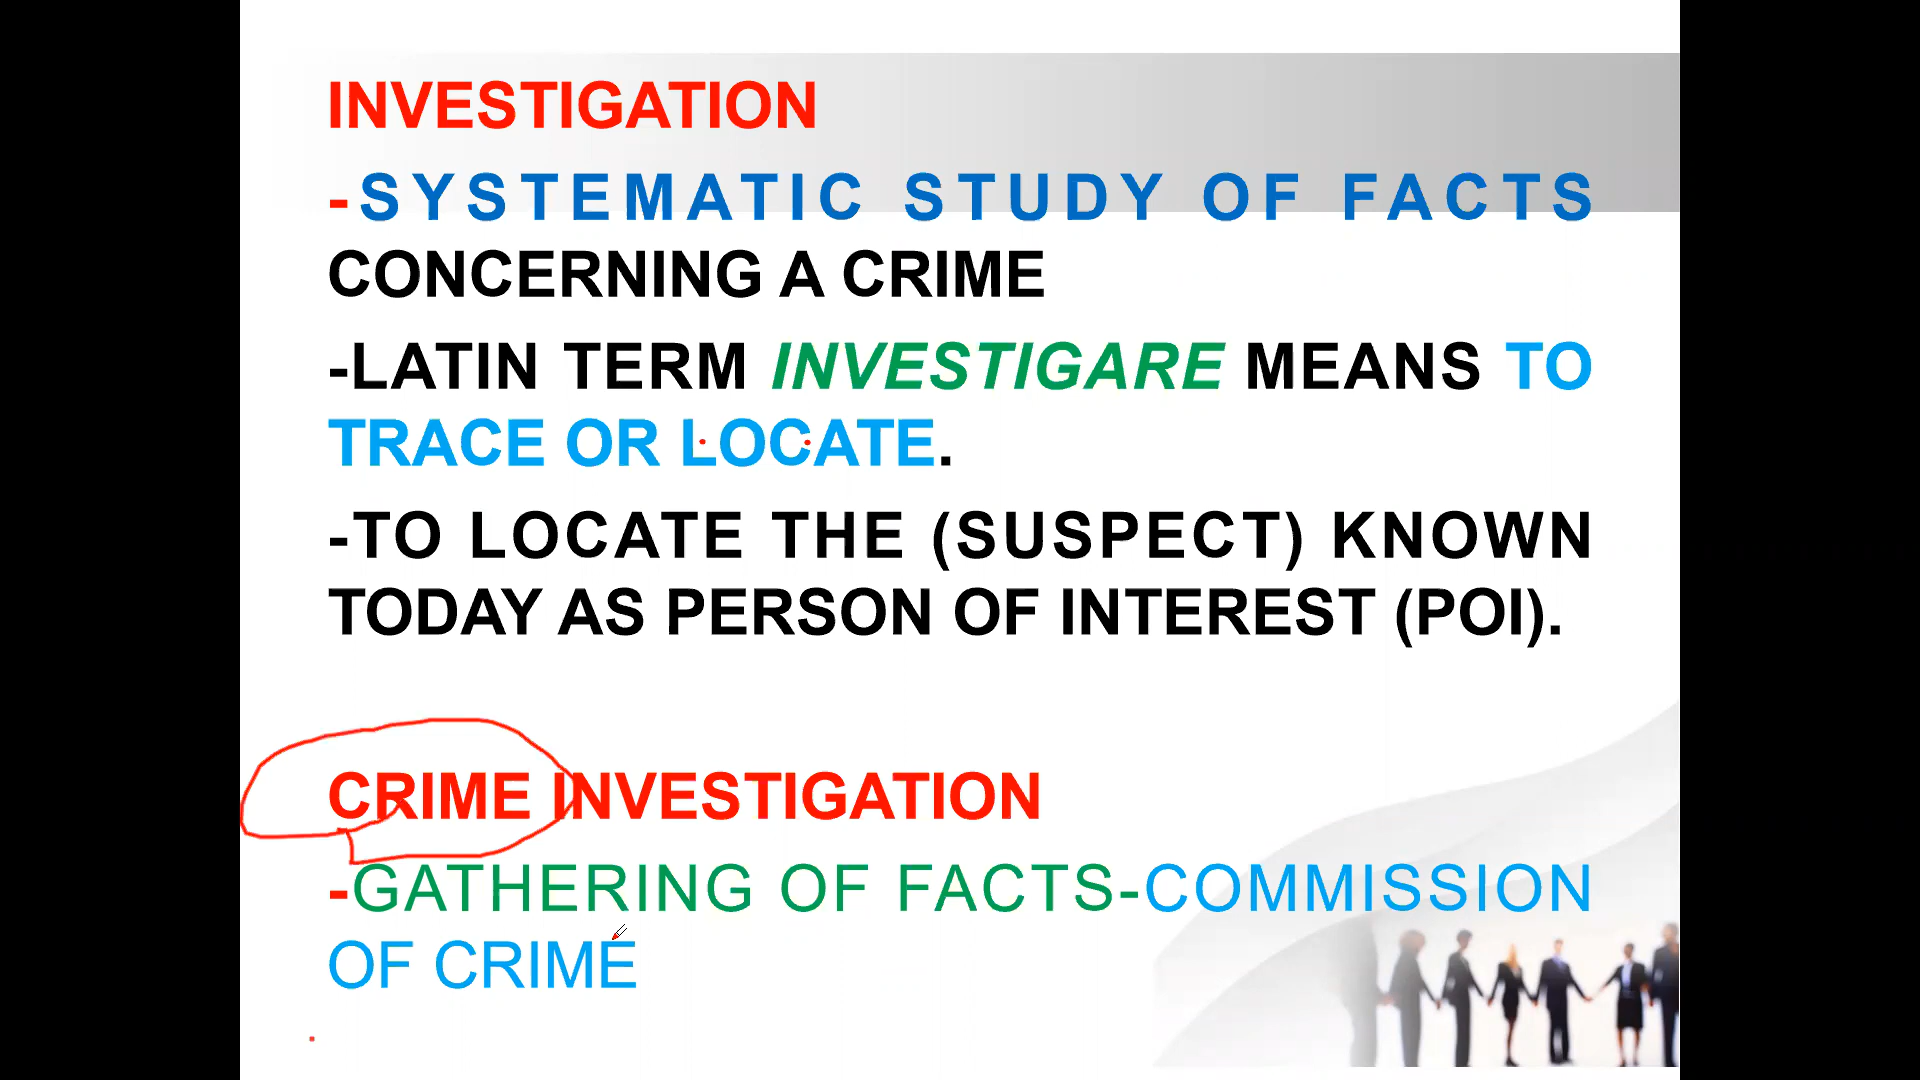 INVESTIGATION
-SYSTEMATIC STUDY OF FACTS
CONCERNING A CRIME
-LATIN TERM INVESTIGARE MEANS TO
TRACE OR LOCATE.
-TO LOCATE THE (SUSPECT) KNOWN
TODAY AS PERSON OF INTEREST (POI).
CRIME INVESTIGATION
-GATHERING OF FACTS-COMMISSION
OF CRIME